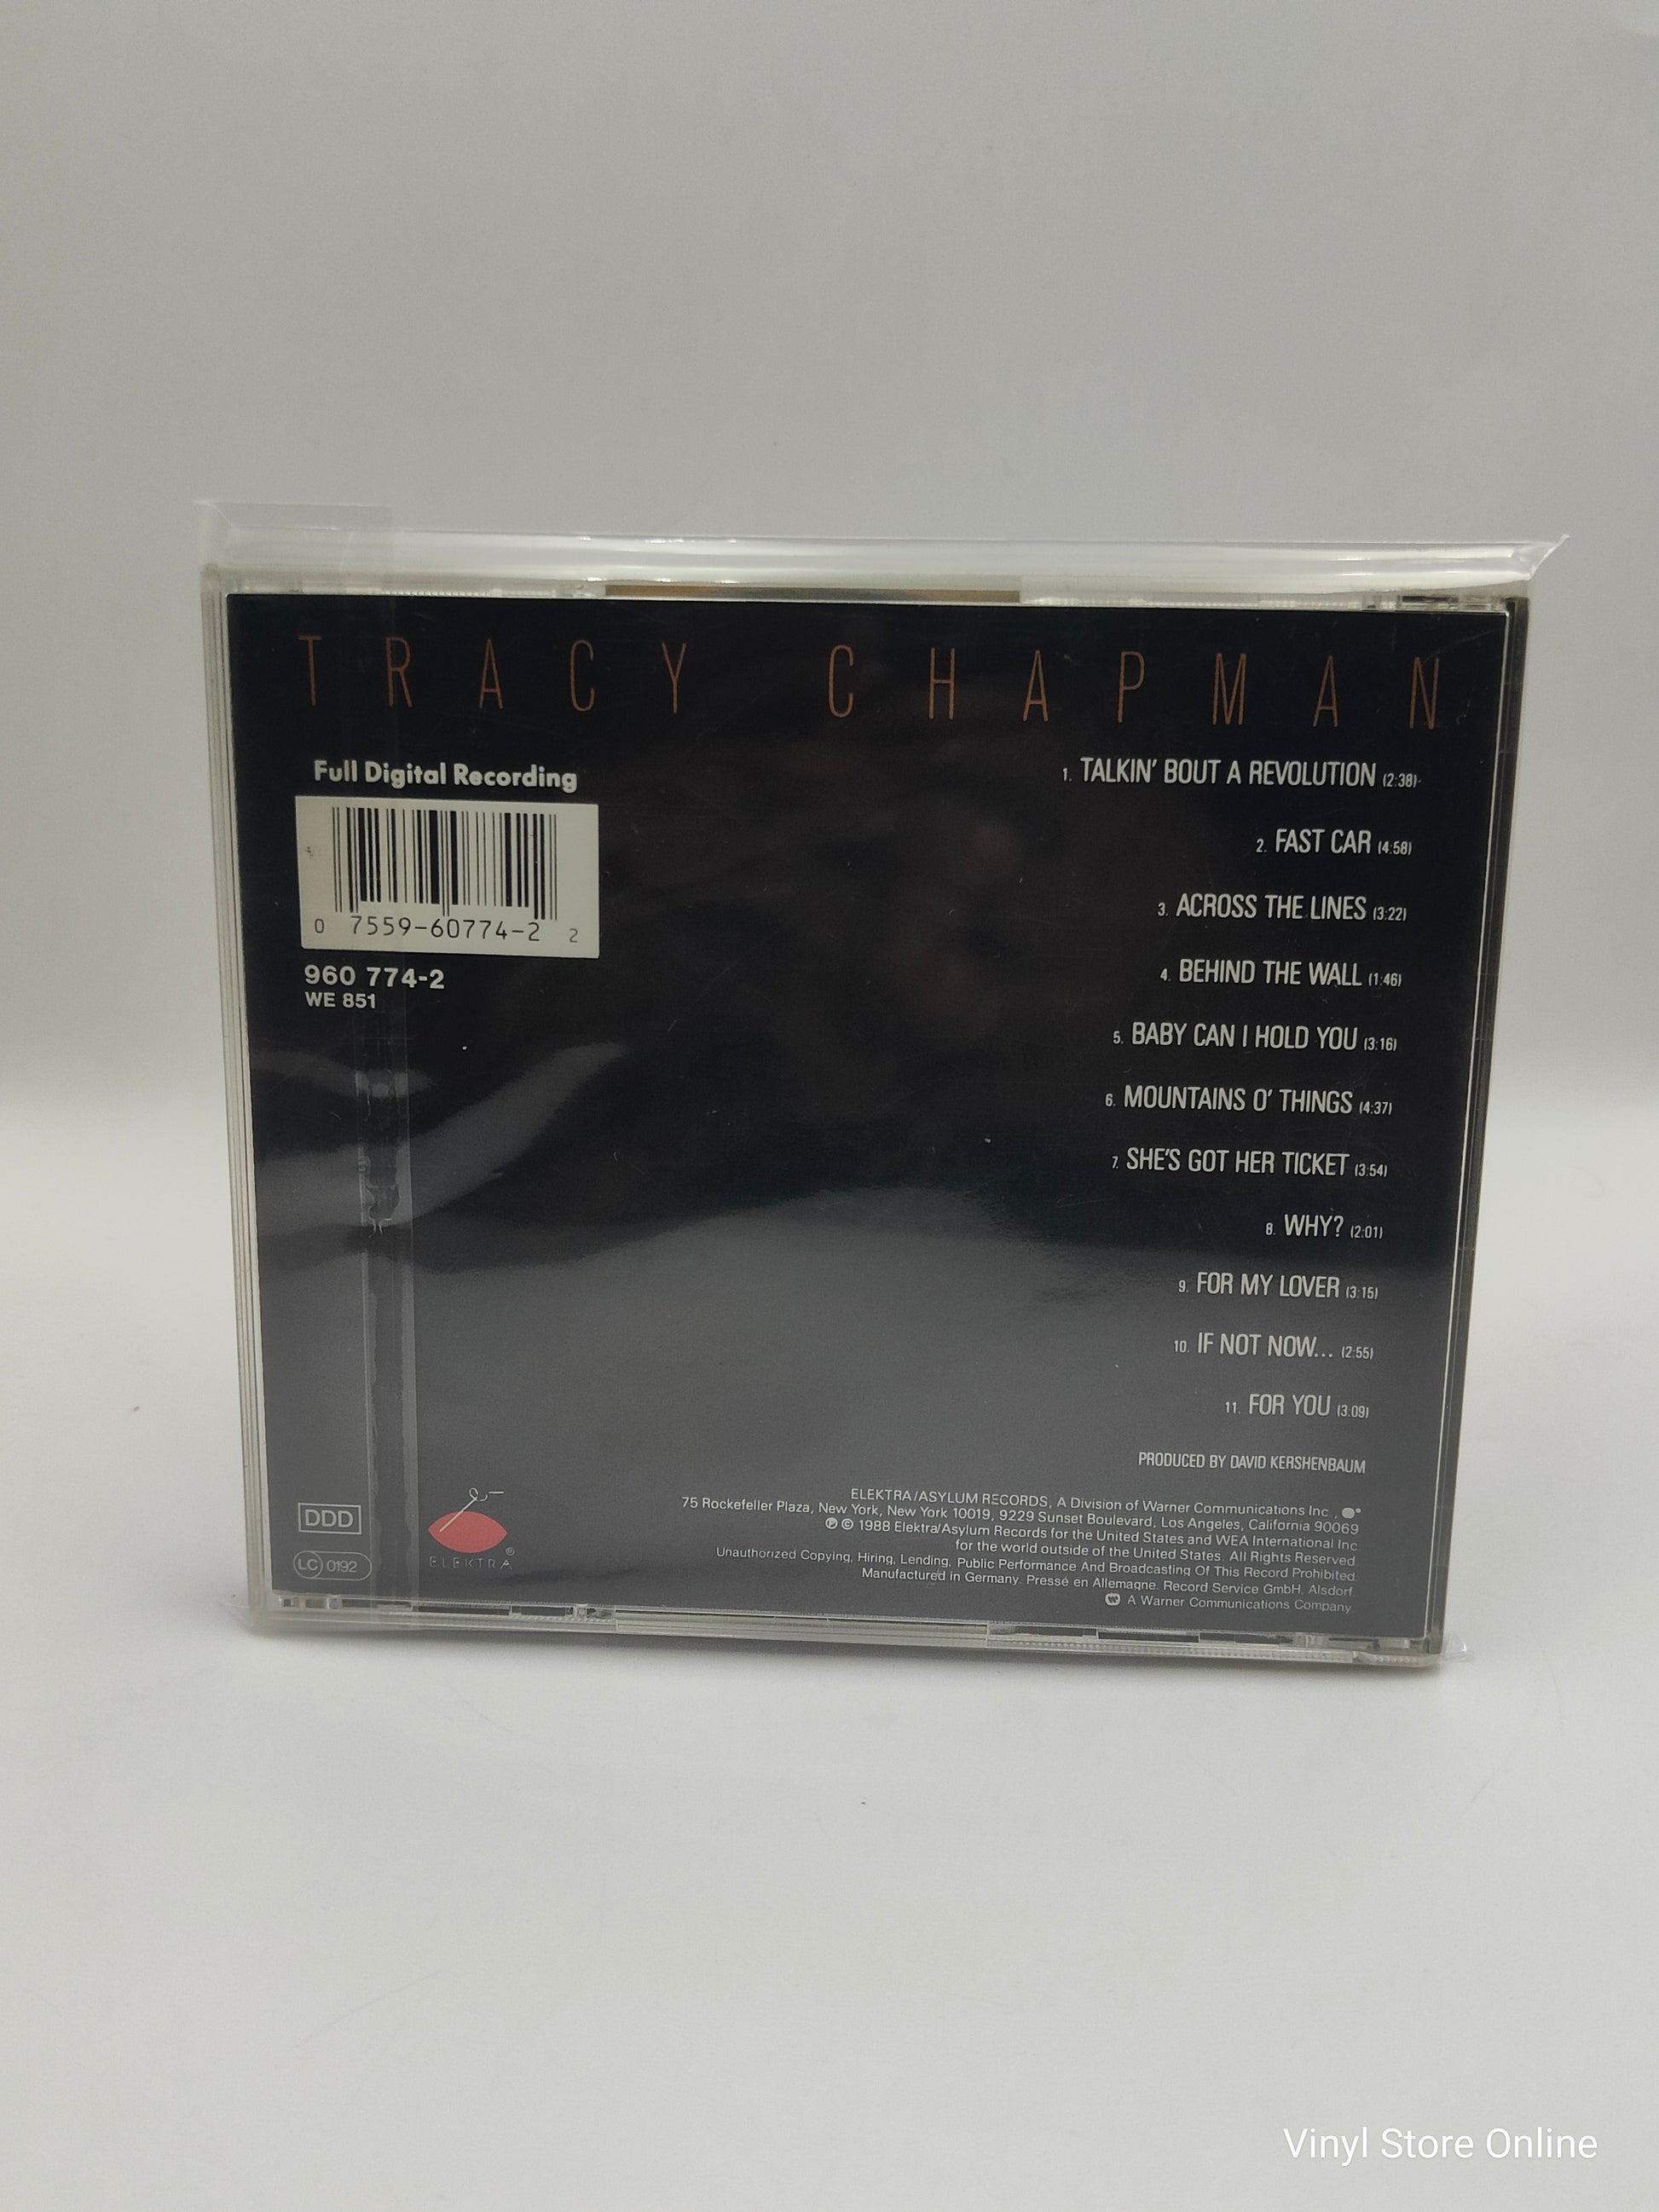 TRACY CHAPMAN
Full Digital Recording
0 7559-60774-2 2
960 774-2
WE 851
1. TALKIN' BOUT A REVOLUTION (2:38)
2. FAST CAR (4:58)
3. ACROSS THE LINES (3:22)
4. BEHIND THE WALL (1:46)
5. BABY CAN I HOLD YOU (3:16)
6. MOUNTAINS O' THINGS (4:37)
7. SHE'S GOT HER TICKET (3:54)
8. WHY? (2:01)
9. FOR MY LOVER (3:15)
10. IF NOT NOW... (2:55)
11. FOR YOU (3:09)
PRODUCED BY DAVID KERSHENBAUM
ELEKTRA/ASYLUM RECORDS, A Division of Warner Communications Inc.,
75 Rockefeller Plaza, New York, New York 10019, 9229 Sunset Boulevard, Los Angeles, California 90069
℗ © 1988 Elektra/Asylum Records for the United States and WEA International Inc.
for the world outside of the United States. All Rights Reserved.
Unauthorized Copying, Hiring, Lending, Public Performance And Broadcasting Of This Record Prohibited.
Manufactured in Germany. Pressé en Allemagne. Record Service GmbH, Alsdorf.
A Warner Communications Company
DDD
LC 0192
ELEKTRA ®
Vinyl Store Online